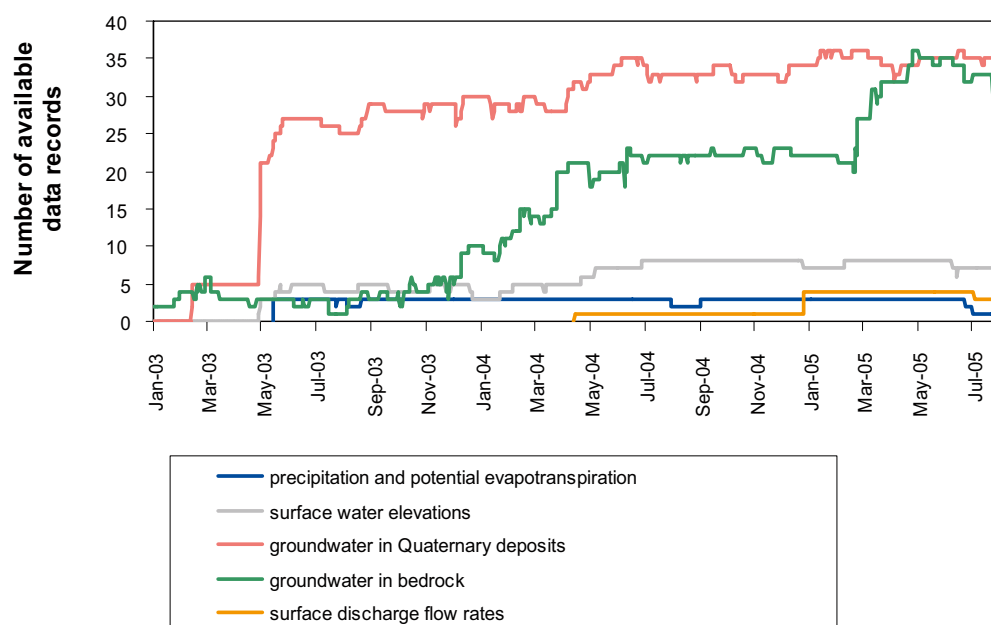 Number of available
data records
40
35
30
25
20
15
10
5
0
Jan-03
Mar-03
May-03
Jul-03
Sep-03
Nov-03
Jan-04
Mar-04
May-04
Jul-04
Sep-04
Nov-04
Jan-05
Mar-05
May-05
Jul-05
precipitation and potential evapotranspiration
surface water elevations
groundwater in Quaternary deposits
groundwater in bedrock
surface discharge flow rates